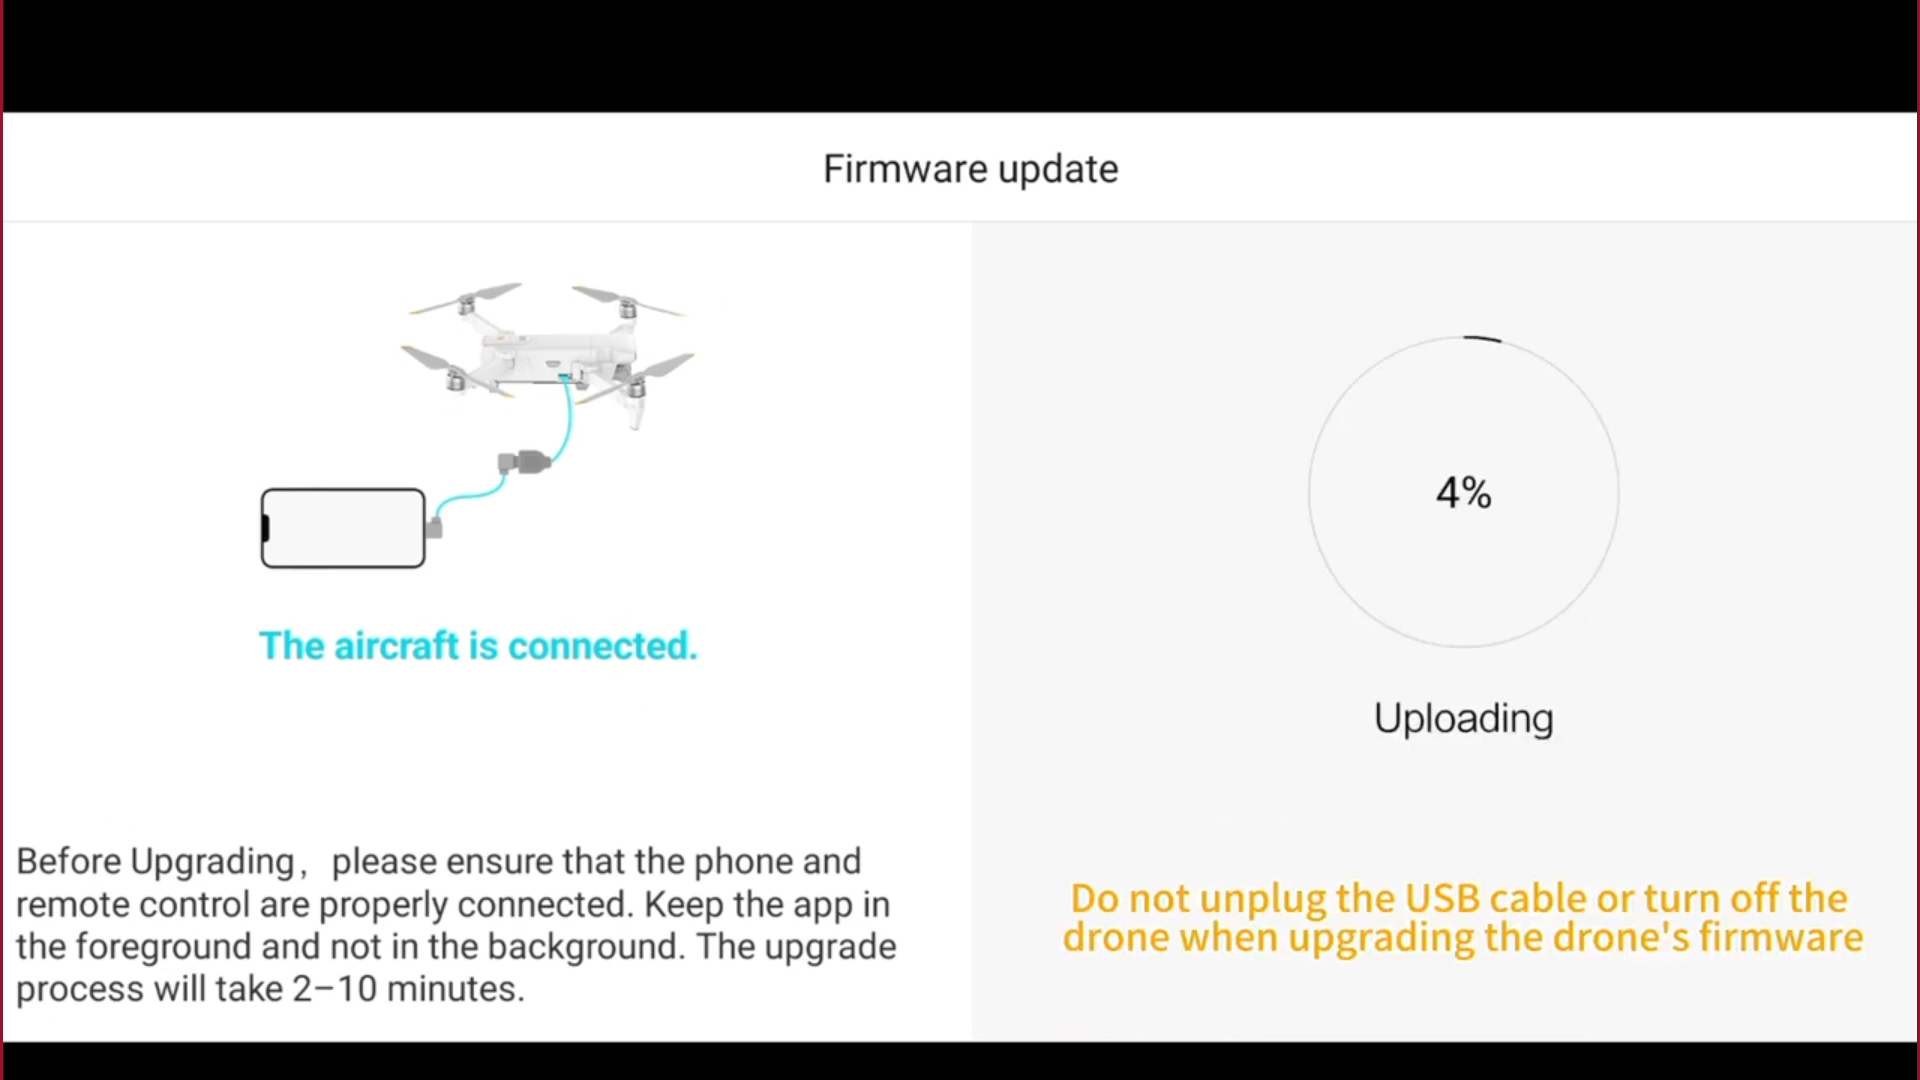 Firmware update
The aircraft is connected.
Before Upgrading，please ensure that the phone and
remote control are properly connected. Keep the app in
the foreground and not in the background. The upgrade
process will take 2–10 minutes.
4%
Uploading
Do not unplug the USB cable or turn off the
drone when upgrading the drone's firmware